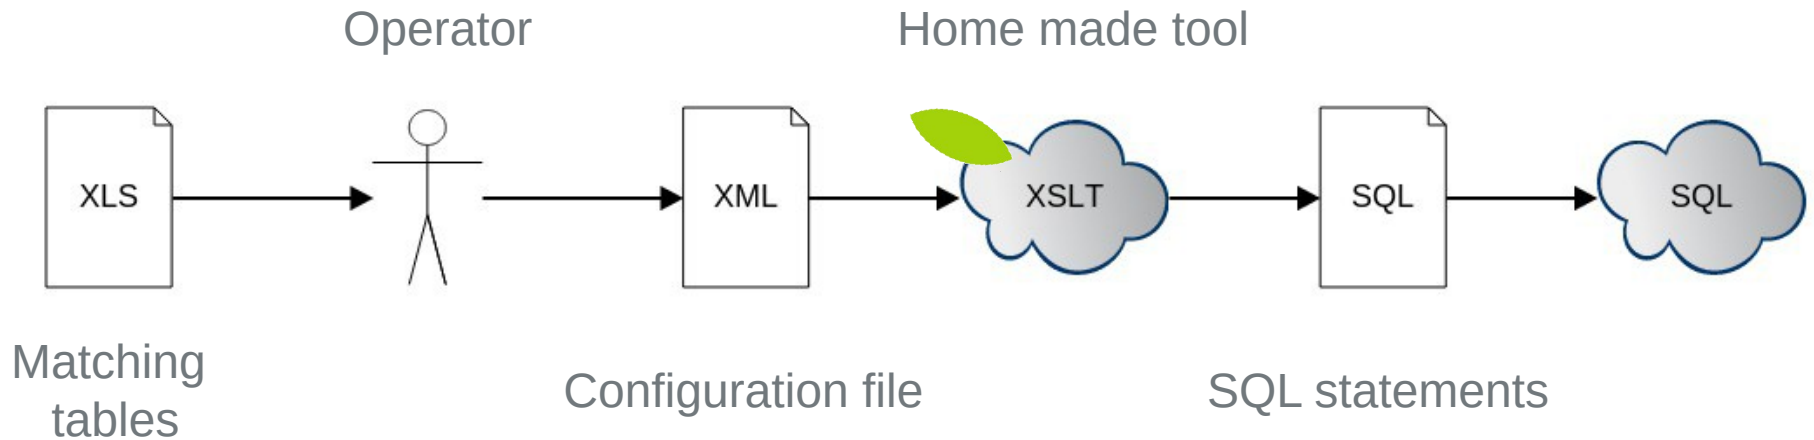 Operator
Home made tool
XLS
XML
XSLT
SQL
SQL
Matching
tables
Configuration file
SQL statements